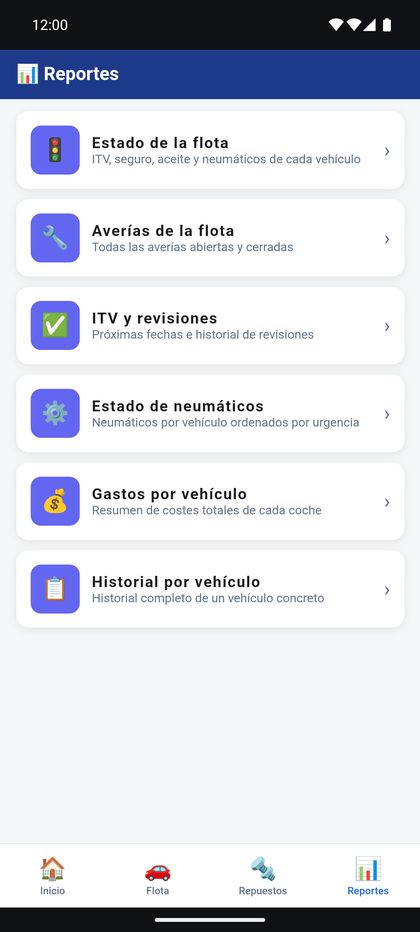 12:00
Reportes
Estado de la flota
ITV, seguro, aceite y neumáticos de cada vehículo
Averías de la flota
Todas las averías abiertas y cerradas
ITV y revisiones
Próximas fechas e historial de revisiones
Estado de neumáticos
Neumáticos por vehículo ordenados por urgencia
Gastos por vehículo
Resumen de costes totales de cada coche
Historial por vehículo
Historial completo de un vehículo concreto
Inicio
Flota
Repuestos
Reportes